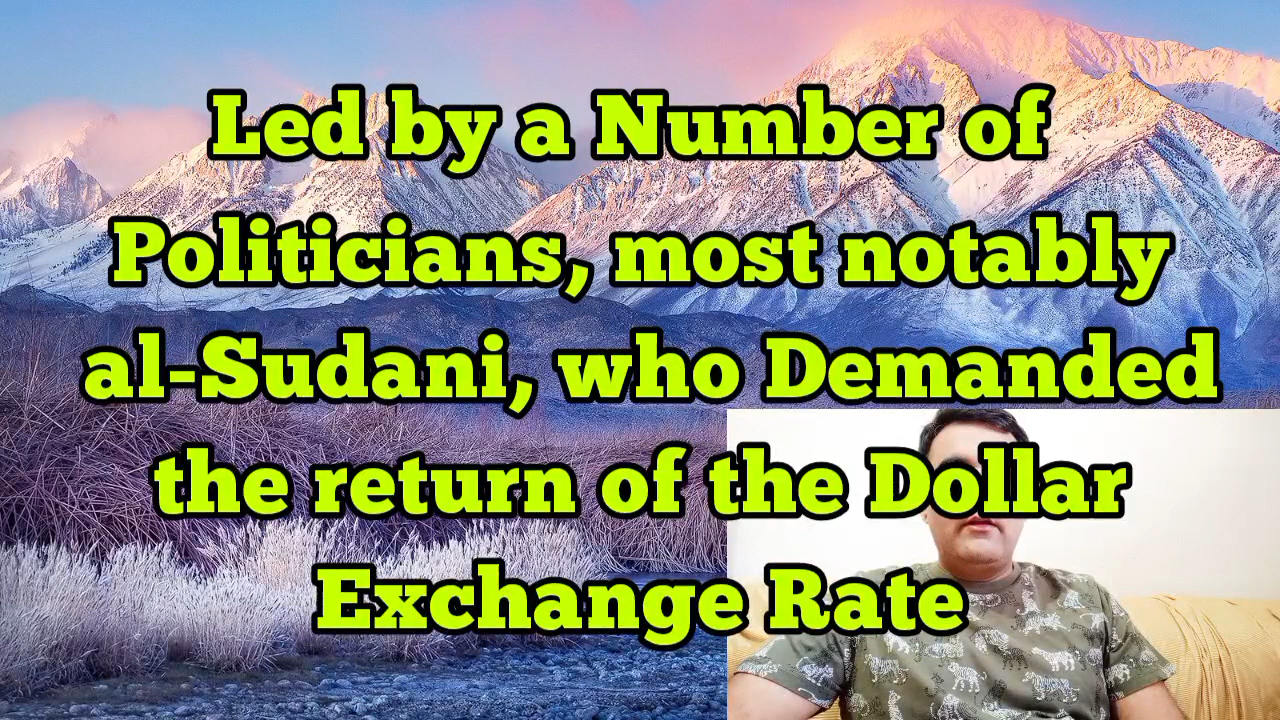 Led by a Number of
Politicians, most notably
al-Sudani, who Demanded
the return of the Dollar
Exchange Rate